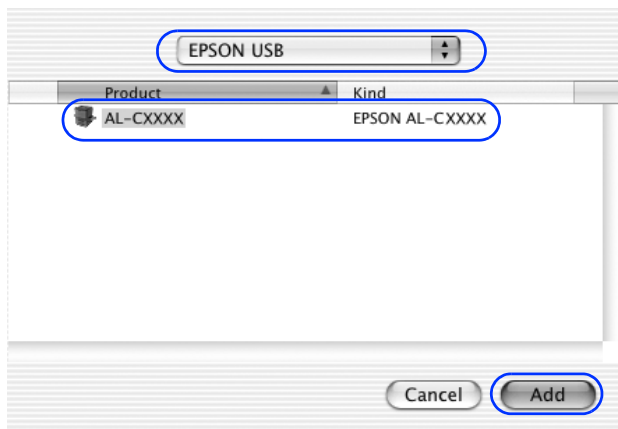 EPSON USB
Product Kind
AL-CXXXX EPSON AL-CXXXX
Cancel Add